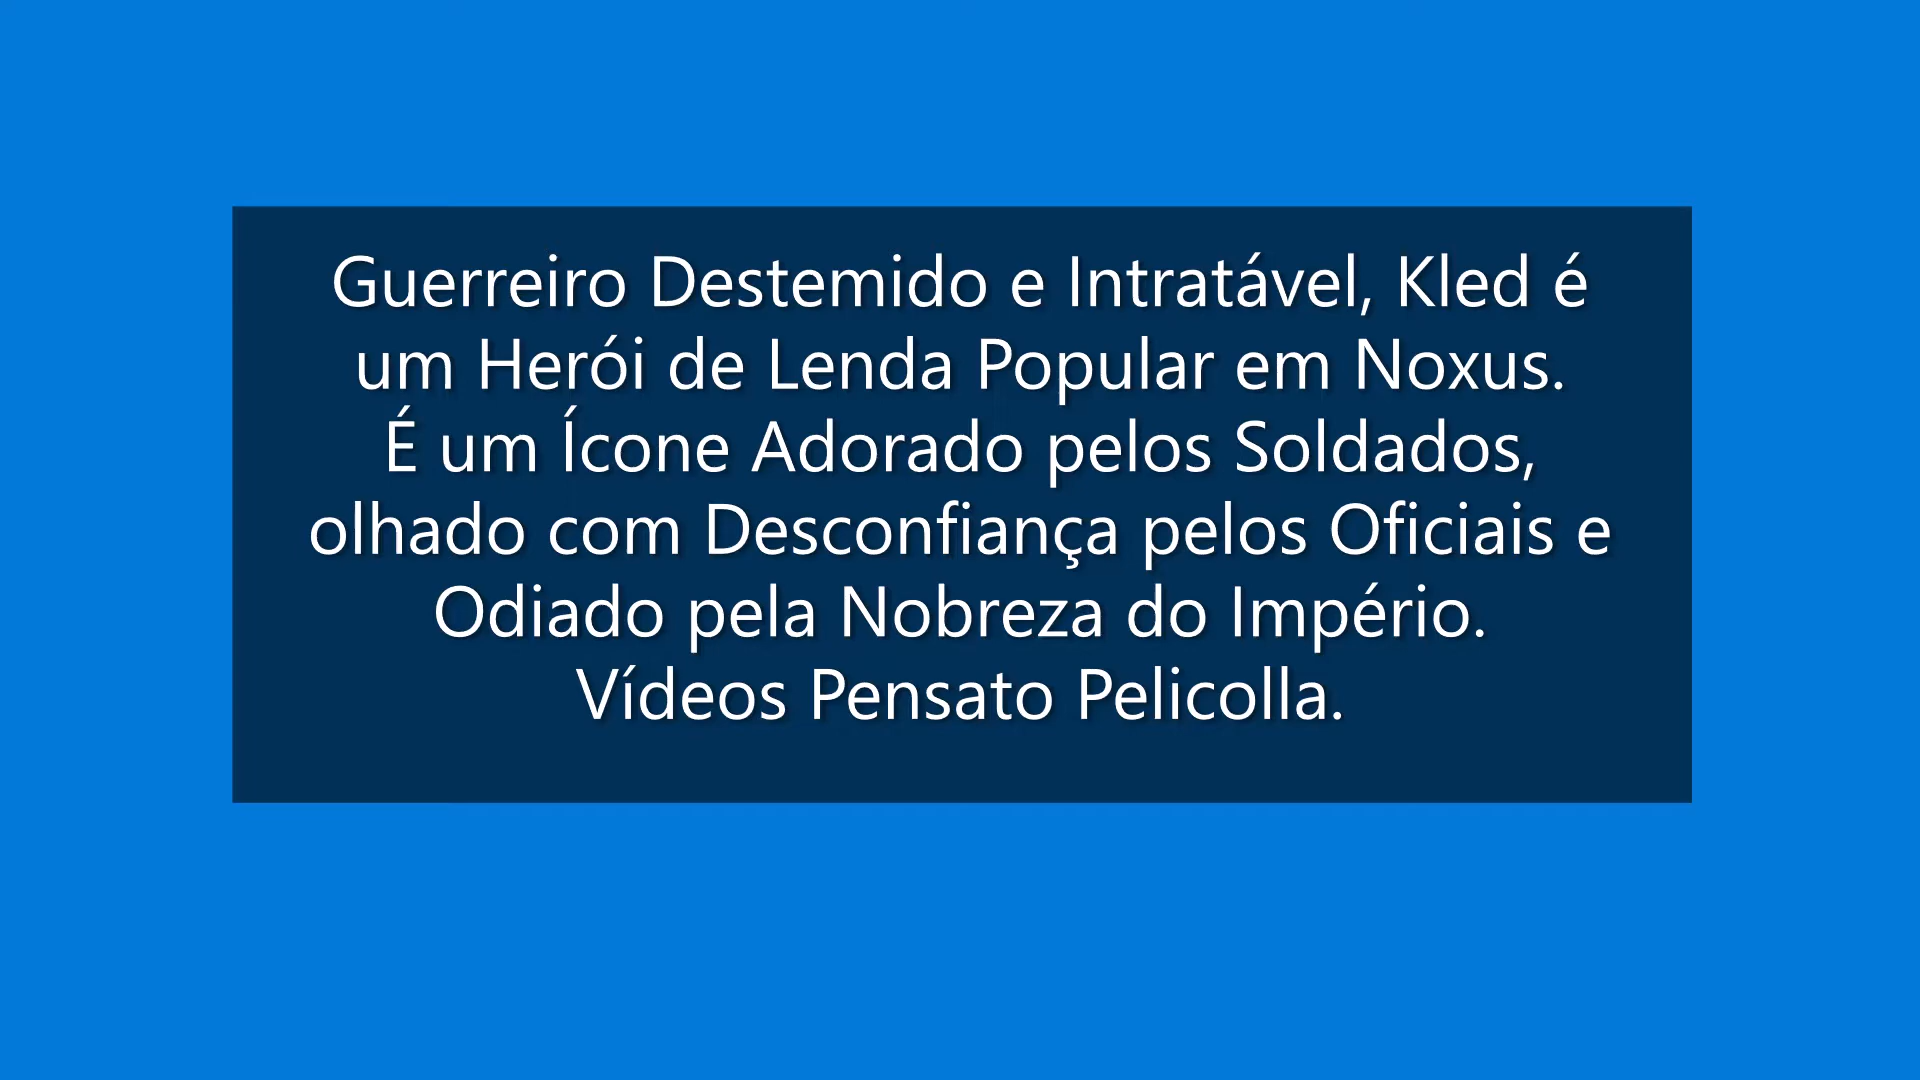 Guerreiro Destemido e Intratável, Kled é
um Herói de Lenda Popular em Noxus.
É um Ícone Adorado pelos Soldados,
olhado com Desconfiança pelos Oficiais e
Odiado pela Nobreza do Império.
Vídeos Pensato Pelicolla.